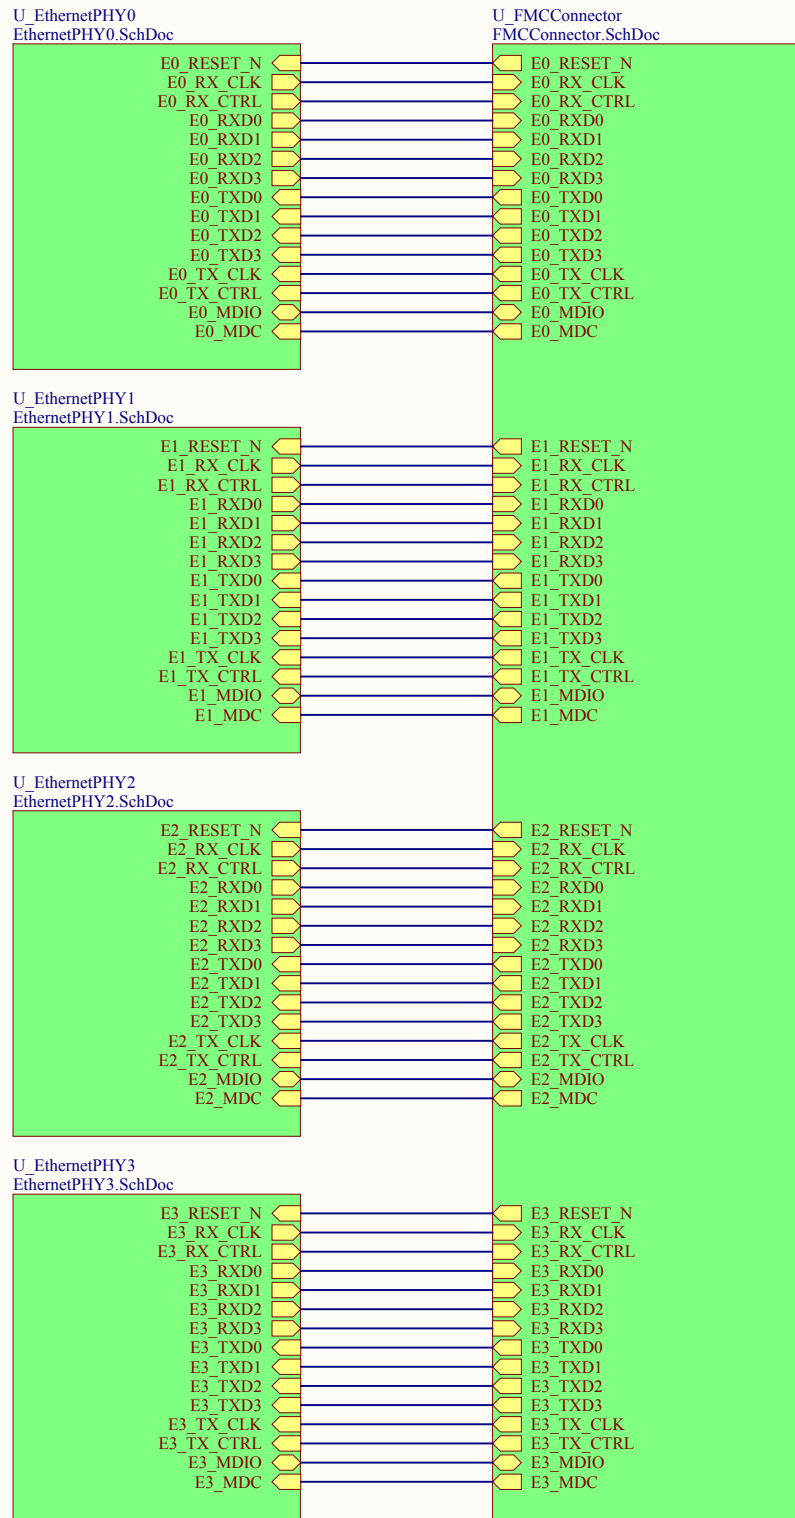 U_EthernetPHY0
EthernetPHY0.SchDoc
E0_RESET_N
E0_RX_CLK
E0_RX_CTRL
E0_RXD0
E0_RXD1
E0_RXD2
E0_RXD3
E0_TXD0
E0_TXD1
E0_TXD2
E0_TXD3
E0_TX_CLK
E0_TX_CTRL
E0_MDIO
E0_MDC
U_EthernetPHY1
EthernetPHY1.SchDoc
E1_RESET_N
E1_RX_CLK
E1_RX_CTRL
E1_RXD0
E1_RXD1
E1_RXD2
E1_RXD3
E1_TXD0
E1_TXD1
E1_TXD2
E1_TXD3
E1_TX_CLK
E1_TX_CTRL
E1_MDIO
E1_MDC
U_EthernetPHY2
EthernetPHY2.SchDoc
E2_RESET_N
E2_RX_CLK
E2_RX_CTRL
E2_RXD0
E2_RXD1
E2_RXD2
E2_RXD3
E2_TXD0
E2_TXD1
E2_TXD2
E2_TXD3
E2_TX_CLK
E2_TX_CTRL
E2_MDIO
E2_MDC
U_EthernetPHY3
EthernetPHY3.SchDoc
E3_RESET_N
E3_RX_CLK
E3_RX_CTRL
E3_RXD0
E3_RXD1
E3_RXD2
E3_RXD3
E3_TXD0
E3_TXD1
E3_TXD2
E3_TXD3
E3_TX_CLK
E3_TX_CTRL
E3_MDIO
E3_MDC
U_FMCConnector
FMCConnector.SchDoc
E0_RESET_N
E0_RX_CLK
E0_RX_CTRL
E0_RXD0
E0_RXD1
E0_RXD2
E0_RXD3
E0_TXD0
E0_TXD1
E0_TXD2
E0_TXD3
E0_TX_CLK
E0_TX_CTRL
E0_MDIO
E0_MDC
E1_RESET_N
E1_RX_CLK
E1_RX_CTRL
E1_RXD0
E1_RXD1
E1_RXD2
E1_RXD3
E1_TXD0
E1_TXD1
E1_TXD2
E1_TXD3
E1_TX_CLK
E1_TX_CTRL
E1_MDIO
E1_MDC
E2_RESET_N
E2_RX_CLK
E2_RX_CTRL
E2_RXD0
E2_RXD1
E2_RXD2
E2_RXD3
E2_TXD0
E2_TXD1
E2_TXD2
E2_TXD3
E2_TX_CLK
E2_TX_CTRL
E2_MDIO
E2_MDC
E3_RESET_N
E3_RX_CLK
E3_RX_CTRL
E3_RXD0
E3_RXD1
E3_RXD2
E3_RXD3
E3_TXD0
E3_TXD1
E3_TXD2
E3_TXD3
E3_TX_CLK
E3_TX_CTRL
E3_MDIO
E3_MDC